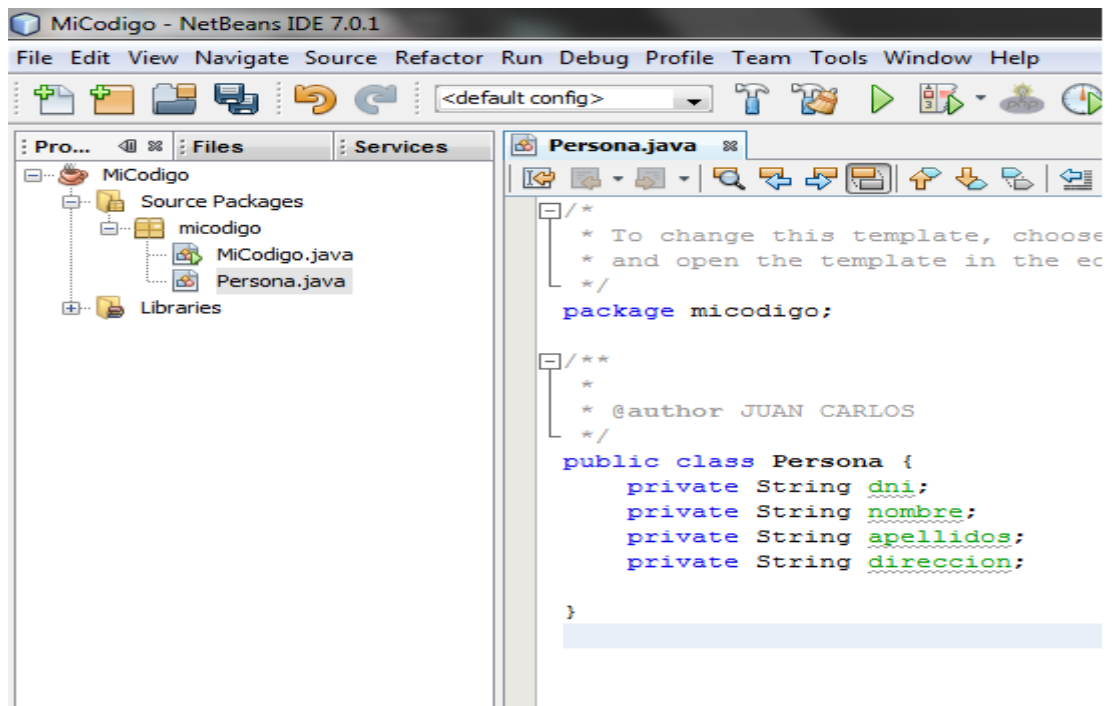 MiCodigo - NetBeans IDE 7.0.1
File Edit View Navigate Source Refactor Run Debug Profile Team Tools Window Help
<default config>
Pro... Files Services
MiCodigo
Source Packages
micodigo
MiCodigo.java
Persona.java
Libraries
Persona.java
/*
* To change this template, choose
* and open the template in the ec
*/
package micodigo;
/**
*
* @author JUAN CARLOS
*/
public class Persona {
private String dni;
private String nombre;
private String apellidos;
private String direccion;
}